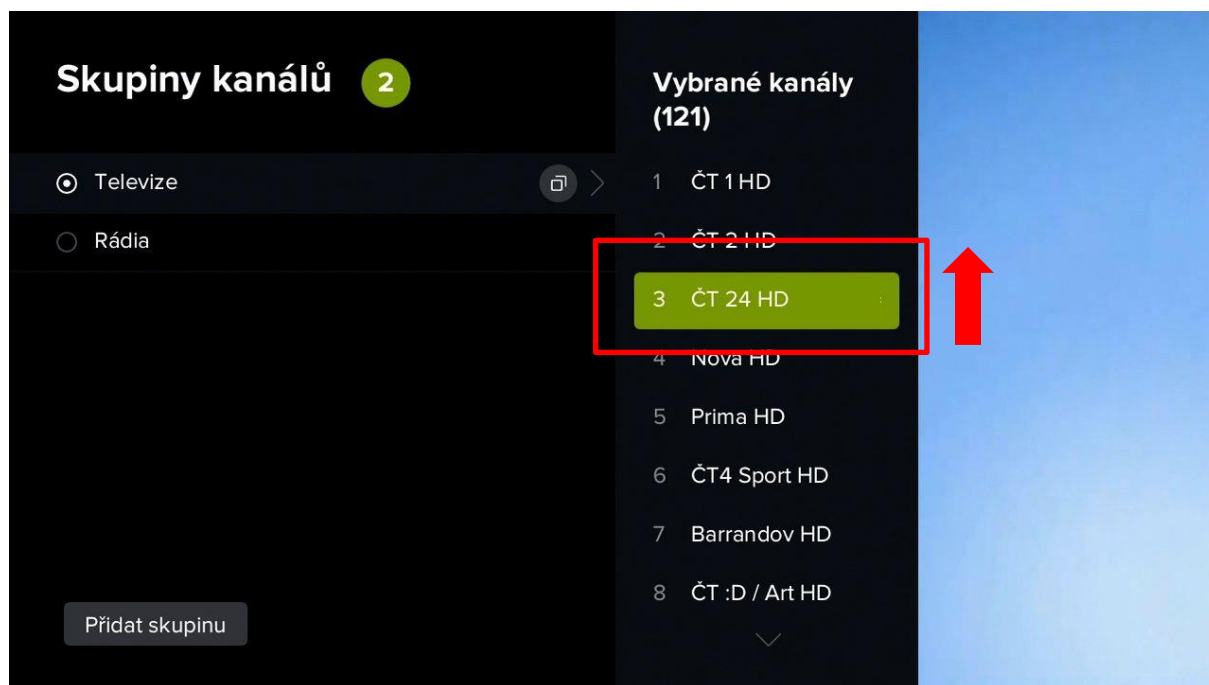 Skupiny kanálů 2
Televize
Rádia
Přidat skupinu
Vybrané kanály
(121)
1 ČT 1 HD
2 ČT 2 HD
3 ČT 24 HD
4 Nova HD
5 Prima HD
6 ČT4 Sport HD
7 Barrandov HD
8 ČT :D / Art HD